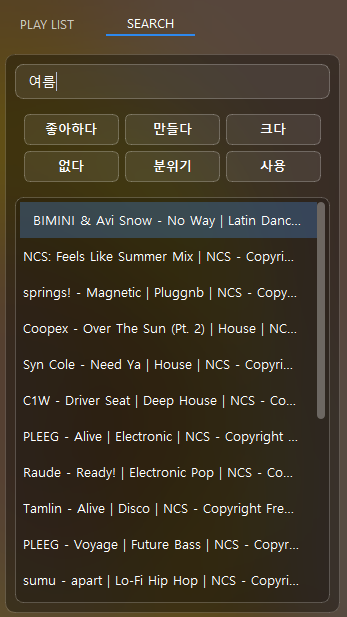 PLAY LIST SEARCH
여름
좋아하다 만들다 크다
없다 분위기 사용
BIMINI & Avi Snow - No Way | Latin Danc...
NCS: Feels Like Summer Mix | NCS - Copyri...
springs! - Magnetic | Pluggnb | NCS - Copy...
Coopex - Over The Sun (Pt. 2) | House | NC...
Syn Cole - Need Ya | House | NCS - Copyri...
C1W - Driver Seat | Deep House | NCS - Co...
PLEEG - Alive | Electronic | NCS - Copyright ...
Raude - Ready! | Electronic Pop | NCS - Co...
Tamlin - Alive | Disco | NCS - Copyright Fre...
PLEEG - Voyage | Future Bass | NCS - Copyr...
sumu - apart | Lo-Fi Hip Hop | NCS - Copyri...